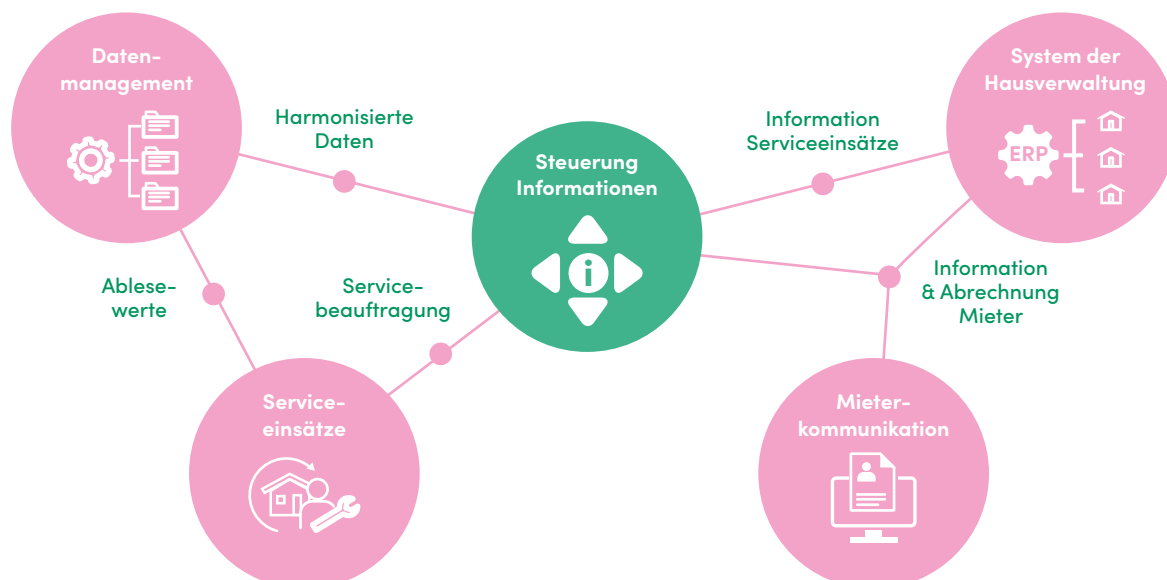 Daten-
management
Harmonisierte
Daten
Steuerung
Informationen
i
Information
Serviceeinsätze
System der
Hausverwaltung
ERP
Ablese-
werte
Service-
beauftragung
Information
& Abrechnung
Mieter
Service-
einsätze
Mieter-
kommunikation